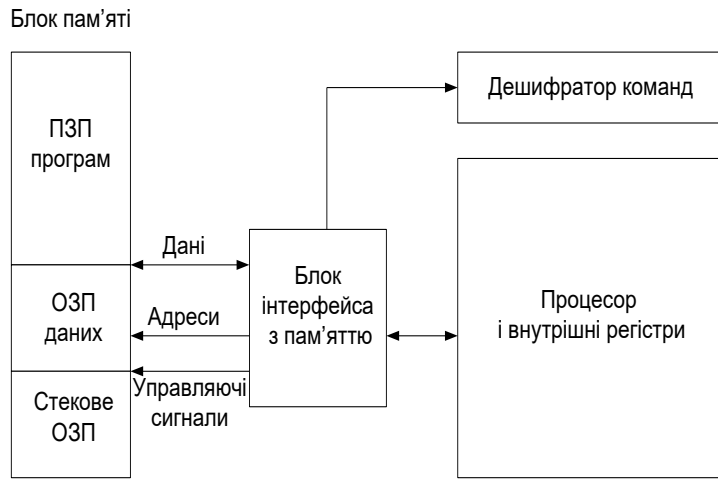 Блок пам’яті
Дешифратор команд
ПЗП
програм
Дані
Блок
інтерфейса
з пам’яттю
Процесор
і внутрішні регістри
ОЗП
даних
Адреси
Управляючі
сигнали
Стекове
ОЗП